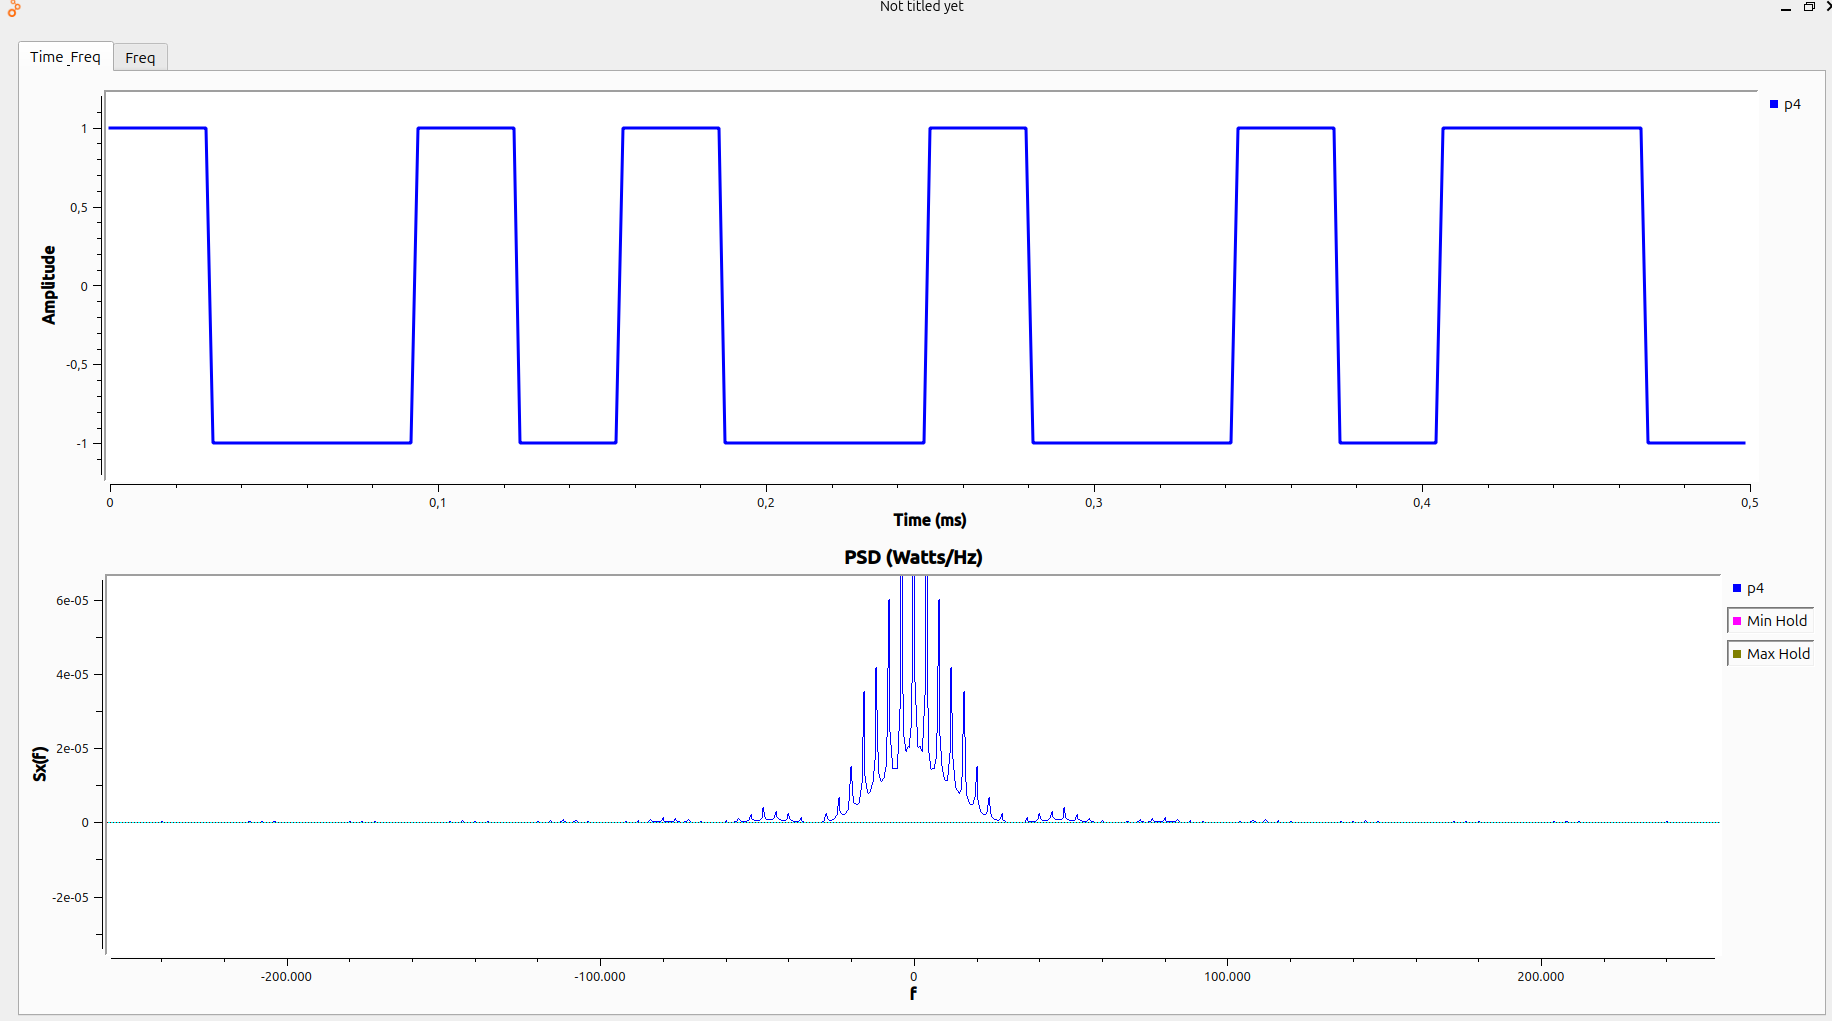 Not titled yet
Time_Freq
Freq
1
0,5
0
-0,5
-1
Amplitude
p4
0
0,1
0,2
0,3
0,4
0,5
Time (ms)
PSD (Watts/Hz)
6e-05
4e-05
2e-05
0
-2e-05
Sx(f)
p4
Min Hold
Max Hold
-200.000
-100.000
0
100.000
200.000
f